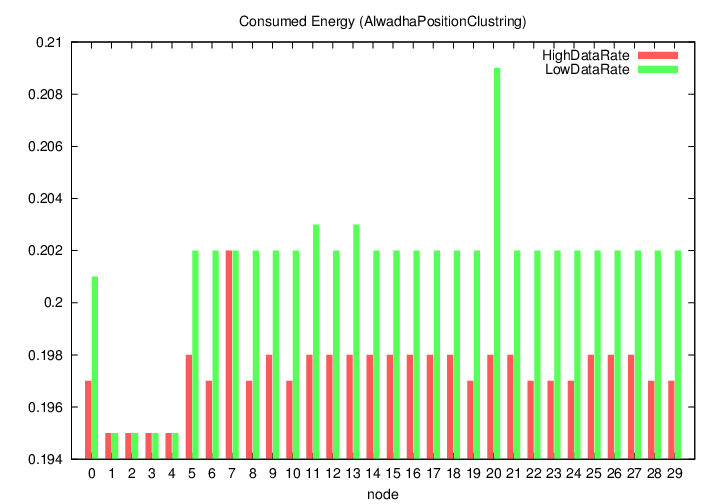 Consumed Energy (AlwadhaPositionClustring)
0.21
HighDataRate
LowDataRate
0.208
0.206
0.204
0.202
0.2
0.198
0.196
0.194
0 1 2 3 4 5 6 7 8 9 10 11 12 13 14 15 16 17 18 19 20 21 22 23 24 25 26 27 28 29
node